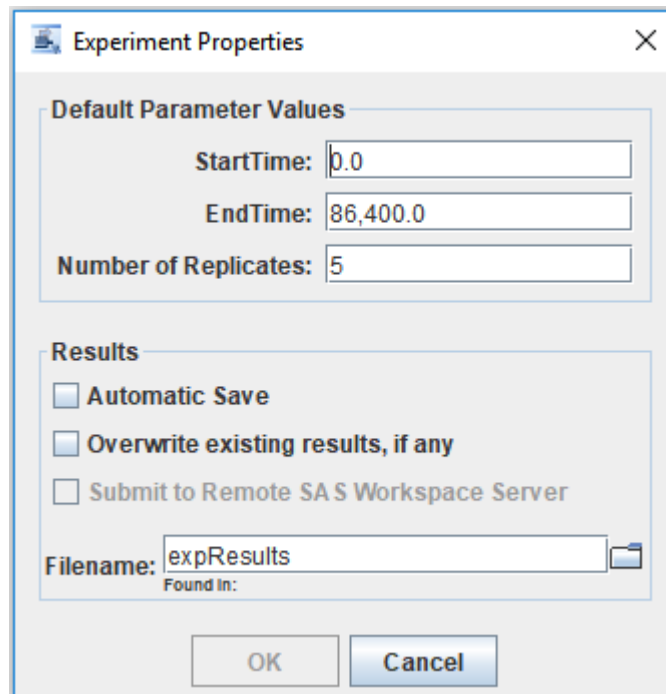 Experiment Properties
Default Parameter Values
StartTime: 0.0
EndTime: 86,400.0
Number of Replicates: 5
Results
Automatic Save
Overwrite existing results, if any
Submit to Remote SAS Workspace Server
Filename: expResults
Found In:
OK Cancel